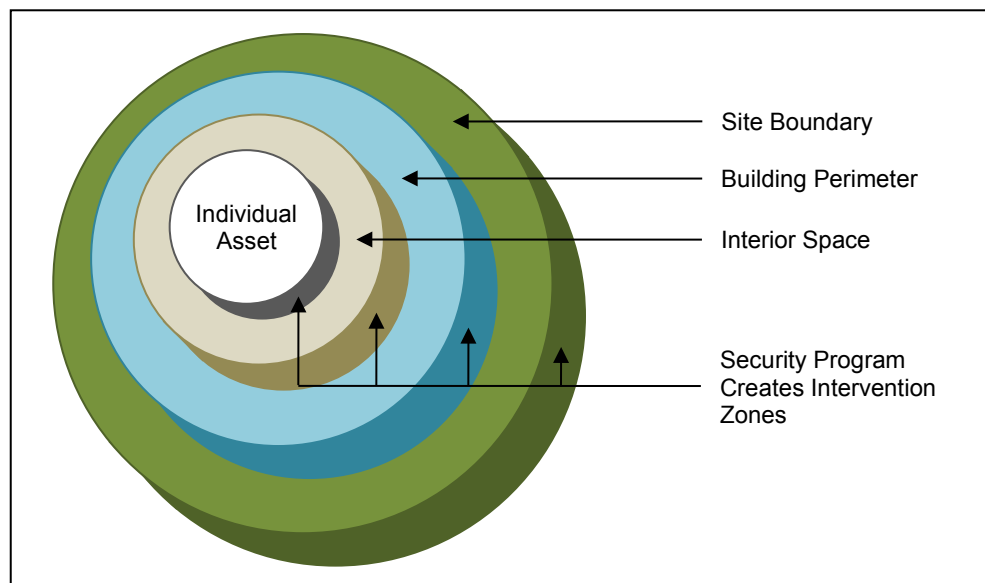 Site Boundary
Building Perimeter
Individual
Asset
Interior Space
Security Program
Creates Intervention
Zones